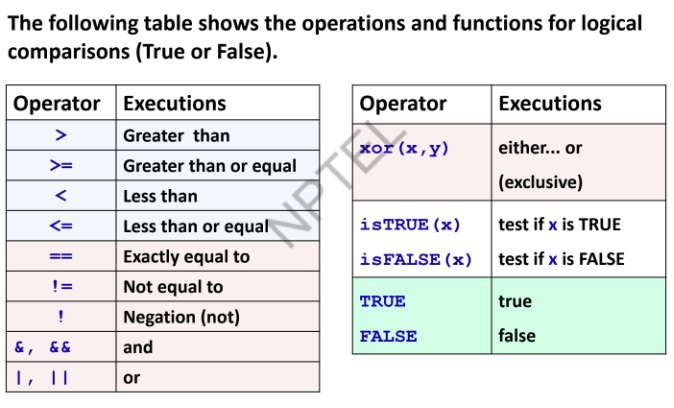 The following table shows the operations and functions for logical
comparisons (True or False).
Operator Executions
> Greater than
>= Greater than or equal
< Less than
<= Less than or equal
== Exactly equal to
!= Not equal to
! Negation (not)
&, && and
|, || or
Operator Executions
xor(x,y) either... or
(exclusive)
isTRUE(x) test if x is TRUE
isFALSE(x) test if x is FALSE
TRUE true
FALSE false
NPTEL